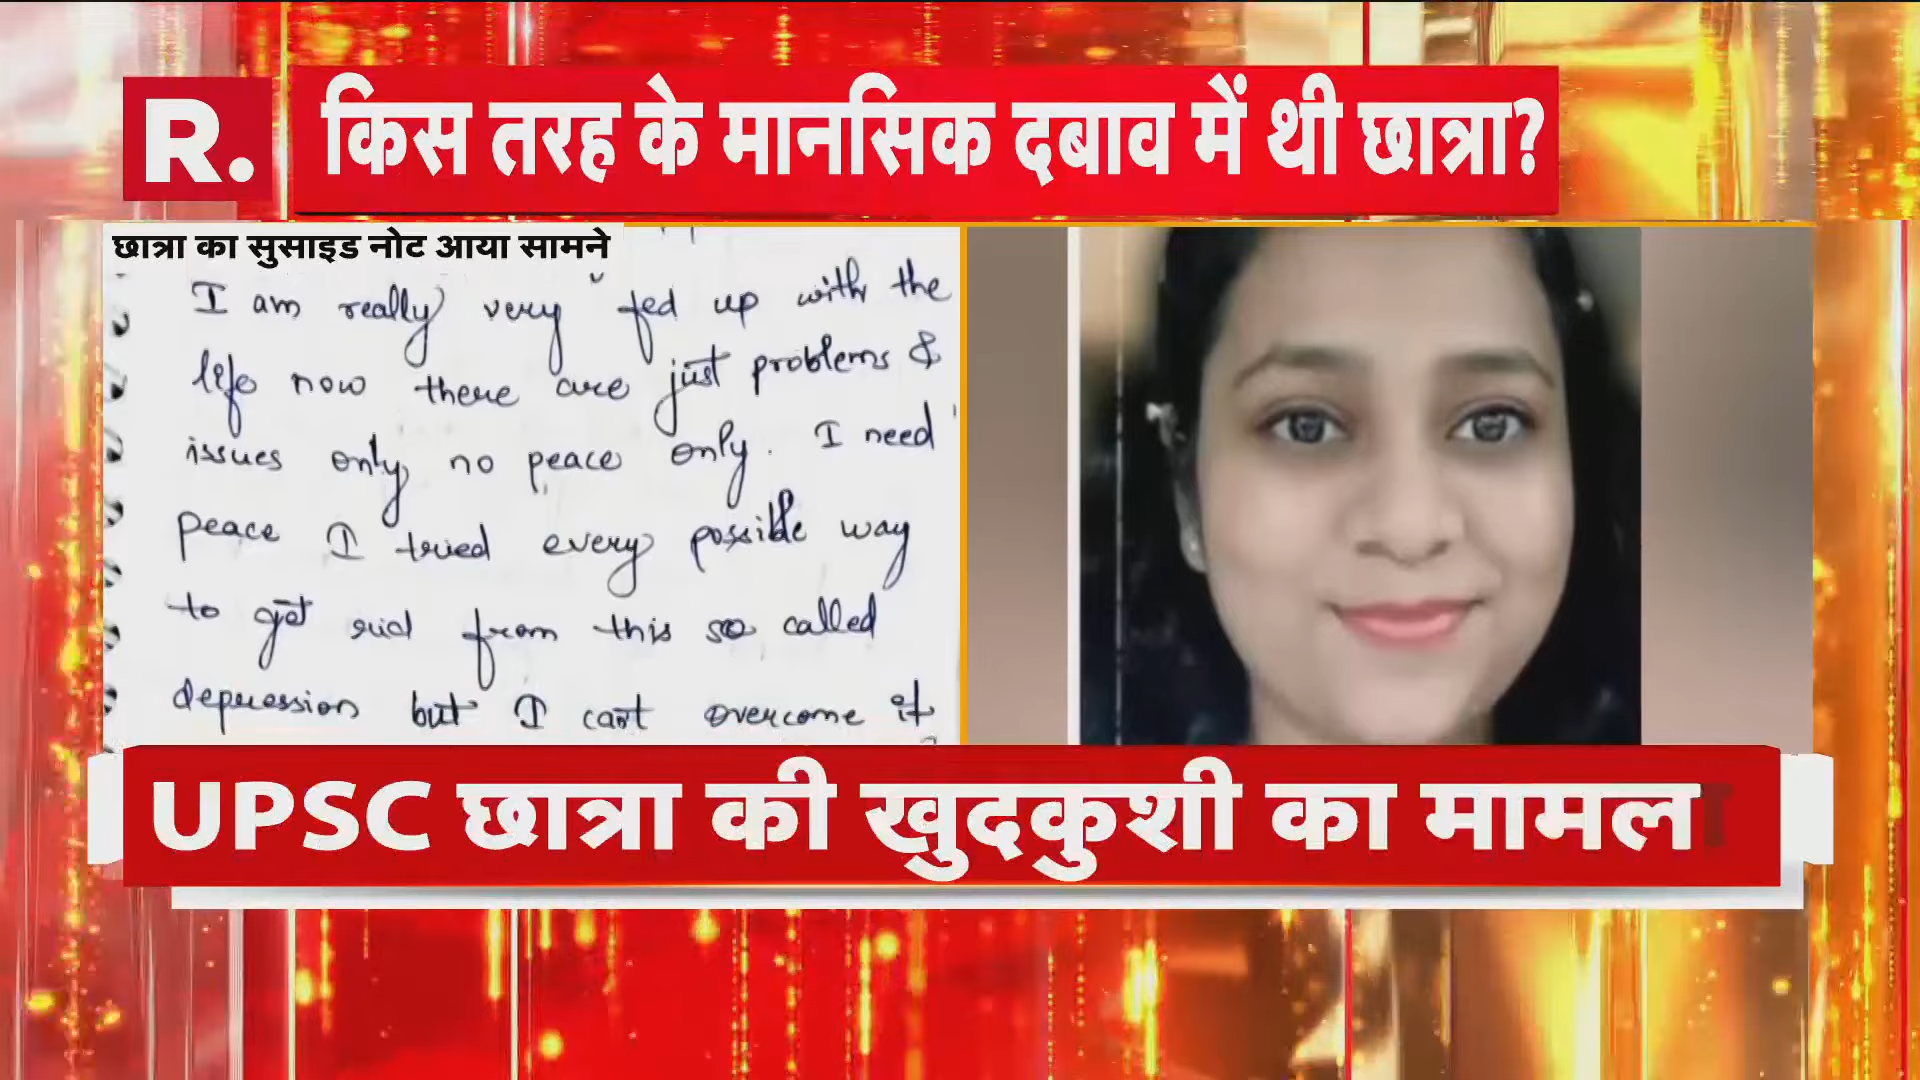 R. किस तरह के मानसिक दबाव में थी छात्रा?
छात्रा का सुसाइड नोट आया सामने
I am really very fed up with the
life now there are just problems &
issues only no peace only. I need
peace I tried every possible way
to get rid from this so called
depression but I can't overcome it
UPSC छात्रा की खुदकुशी का मामला